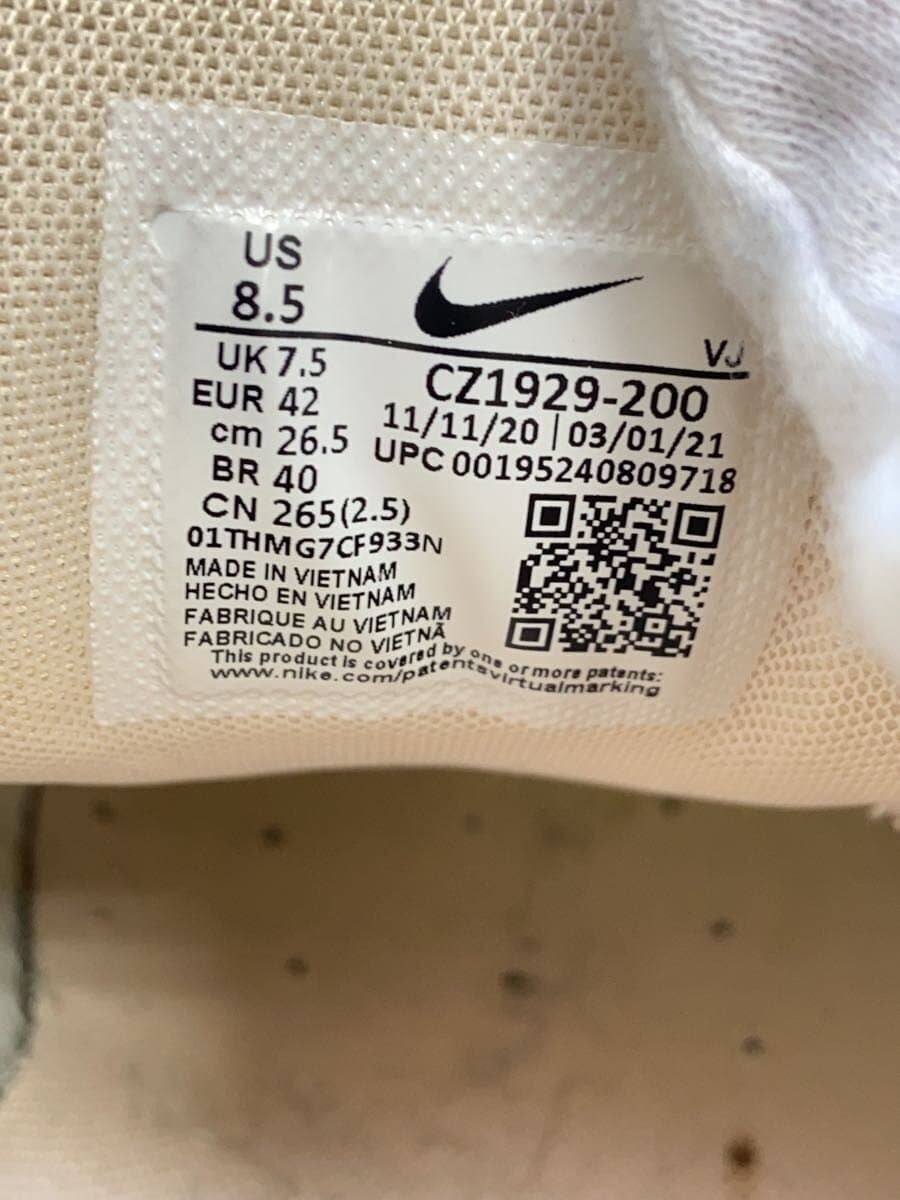 US
8.5
VJ
UK 7.5
EUR 42
cm 26.5
BR 40
CN 265(2.5)
CZ1929-200
11/11/20 | 03/01/21
UPC 00195240809718
01THMG7CF933N
MADE IN VIETNAM
HECHO EN VIETNAM
FABRIQUE AU VIETNAM
FABRICADO NO VIETNÃ
This product is covered by one or more patents:
www.nike.com/patentsvirtualmarking